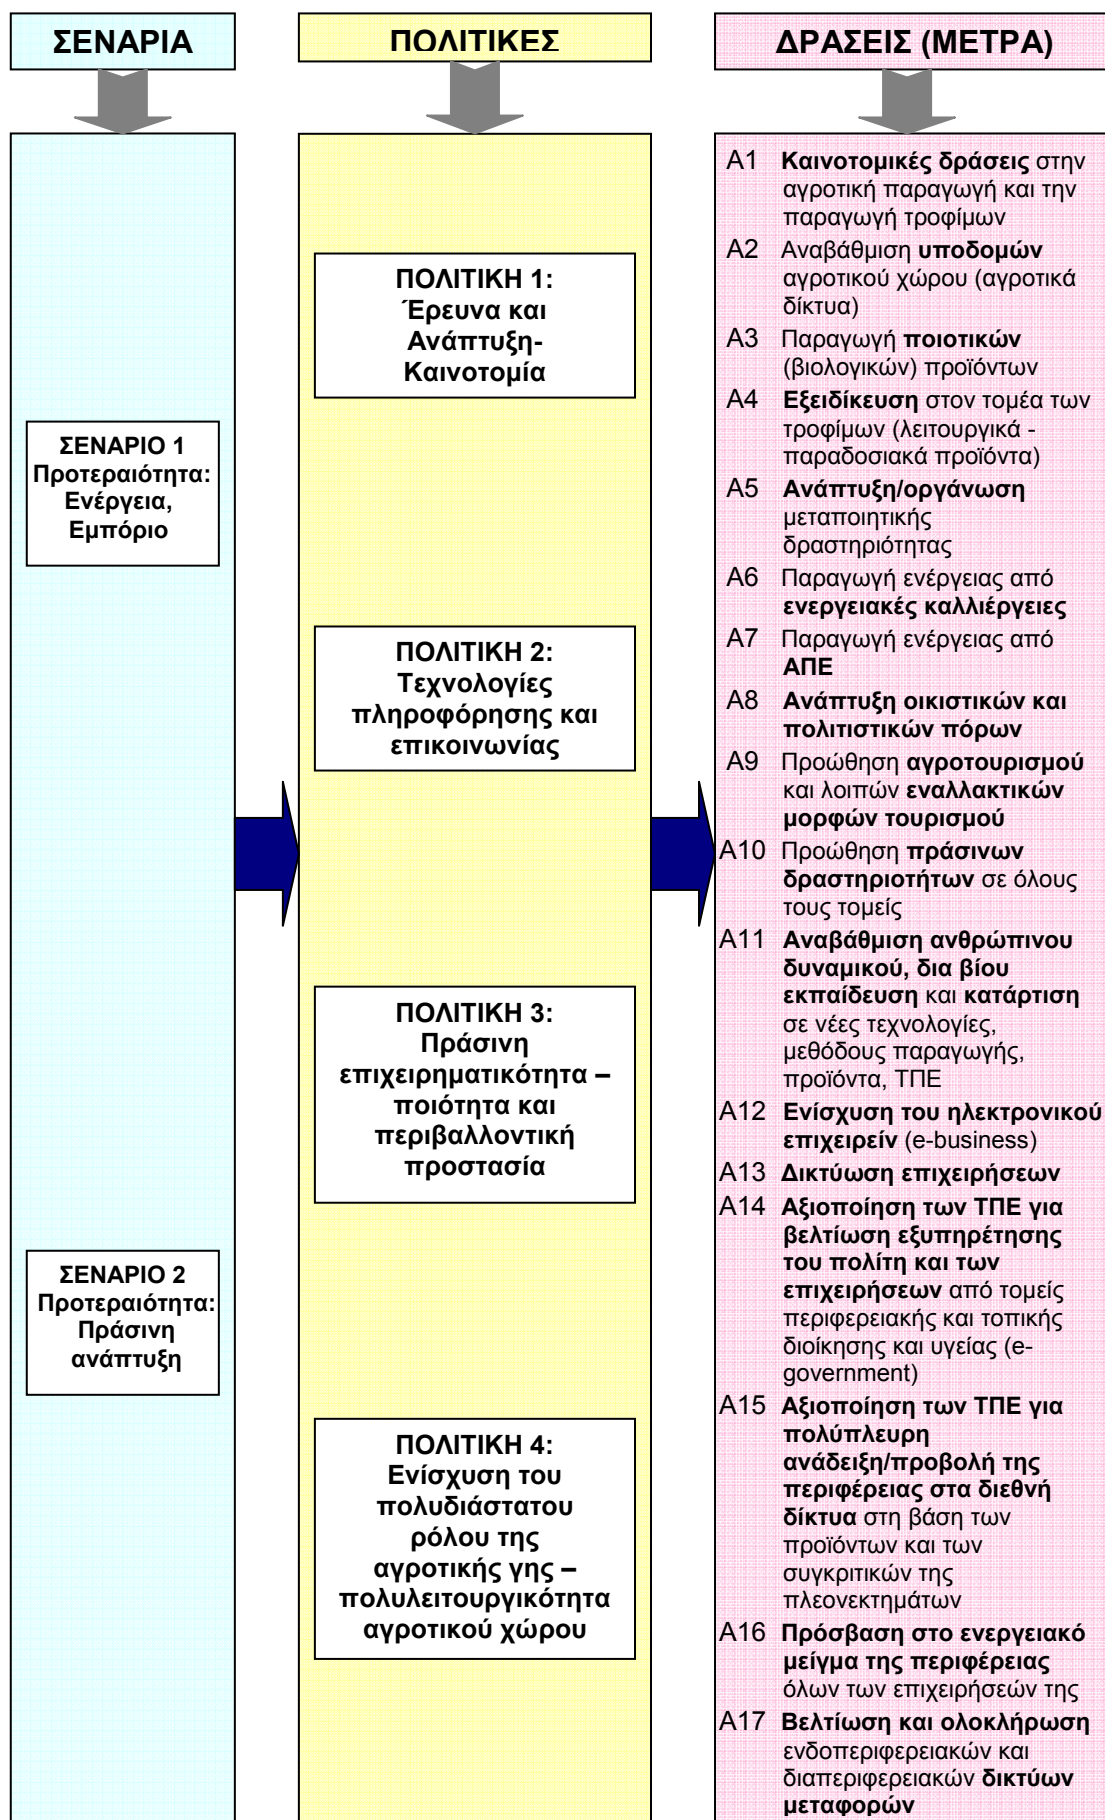 ΣΕΝΑΡΙΑ
ΣΕΝΑΡΙΟ 1
Προτεραιότητα:
Ενέργεια,
Εμπόριο
ΣΕΝΑΡΙΟ 2
Προτεραιότητα:
Πράσινη
ανάπτυξη
ΠΟΛΙΤΙΚΕΣ
ΠΟΛΙΤΙΚΗ 1:
Έρευνα και
Ανάπτυξη-
Καινοτομία
ΠΟΛΙΤΙΚΗ 2:
Τεχνολογίες
πληροφόρησης και
επικοινωνίας
ΠΟΛΙΤΙΚΗ 3:
Πράσινη
επιχειρηματικότητα –
ποιότητα και
περιβαλλοντική
προστασία
ΠΟΛΙΤΙΚΗ 4:
Ενίσχυση του
πολυδιάστατου
ρόλου της
αγροτικής γης –
πολυλειτουργικότητα
αγροτικού χώρου
ΔΡΑΣΕΙΣ (ΜΕΤΡΑ)
Α1 Καινοτομικές δράσεις στην
αγροτική παραγωγή και την
παραγωγή τροφίμων
Α2 Αναβάθμιση υποδομών
αγροτικού χώρου (αγροτικά
δίκτυα)
Α3 Παραγωγή ποιοτικών
(βιολογικών) προϊόντων
Α4 Εξειδίκευση στον τομέα των
τροφίμων (λειτουργικά -
παραδοσιακά προϊόντα)
Α5 Ανάπτυξη/οργάνωση
μεταποιητικής
δραστηριότητας
Α6 Παραγωγή ενέργειας από
ενεργειακές καλλιέργειες
Α7 Παραγωγή ενέργειας από
ΑΠΕ
Α8 Ανάπτυξη οικιστικών και
πολιτιστικών πόρων
Α9 Προώθηση αγροτουρισμού
και λοιπών εναλλακτικών
μορφών τουρισμού
Α10 Προώθηση πράσινων
δραστηριοτήτων σε όλους
τους τομείς
Α11 Αναβάθμιση ανθρώπινου
δυναμικού, δια βίου
εκπαίδευση και κατάρτιση
σε νέες τεχνολογίες,
μεθόδους παραγωγής,
προϊόντα, ΤΠΕ
Α12 Ενίσχυση του ηλεκτρονικού
επιχειρείν (e-business)
Α13 Δικτύωση επιχειρήσεων
Α14 Αξιοποίηση των ΤΠΕ για
βελτίωση εξυπηρέτησης
του πολίτη και των
επιχειρήσεων από τομείς
περιφερειακής και τοπικής
διοίκησης και υγείας (e-
government)
Α15 Αξιοποίηση των ΤΠΕ για
πολύπλευρη
ανάδειξη/προβολή της
περιφέρειας στα διεθνή
δίκτυα στη βάση των
προϊόντων και των
συγκριτικών της
πλεονεκτημάτων
Α16 Πρόσβαση στο ενεργειακό
μείγμα της περιφέρειας
όλων των επιχειρήσεών της
Α17 Βελτίωση και ολοκλήρωση
ενδοπεριφερειακών και
διαπεριφερειακών δικτύων
μεταφορών